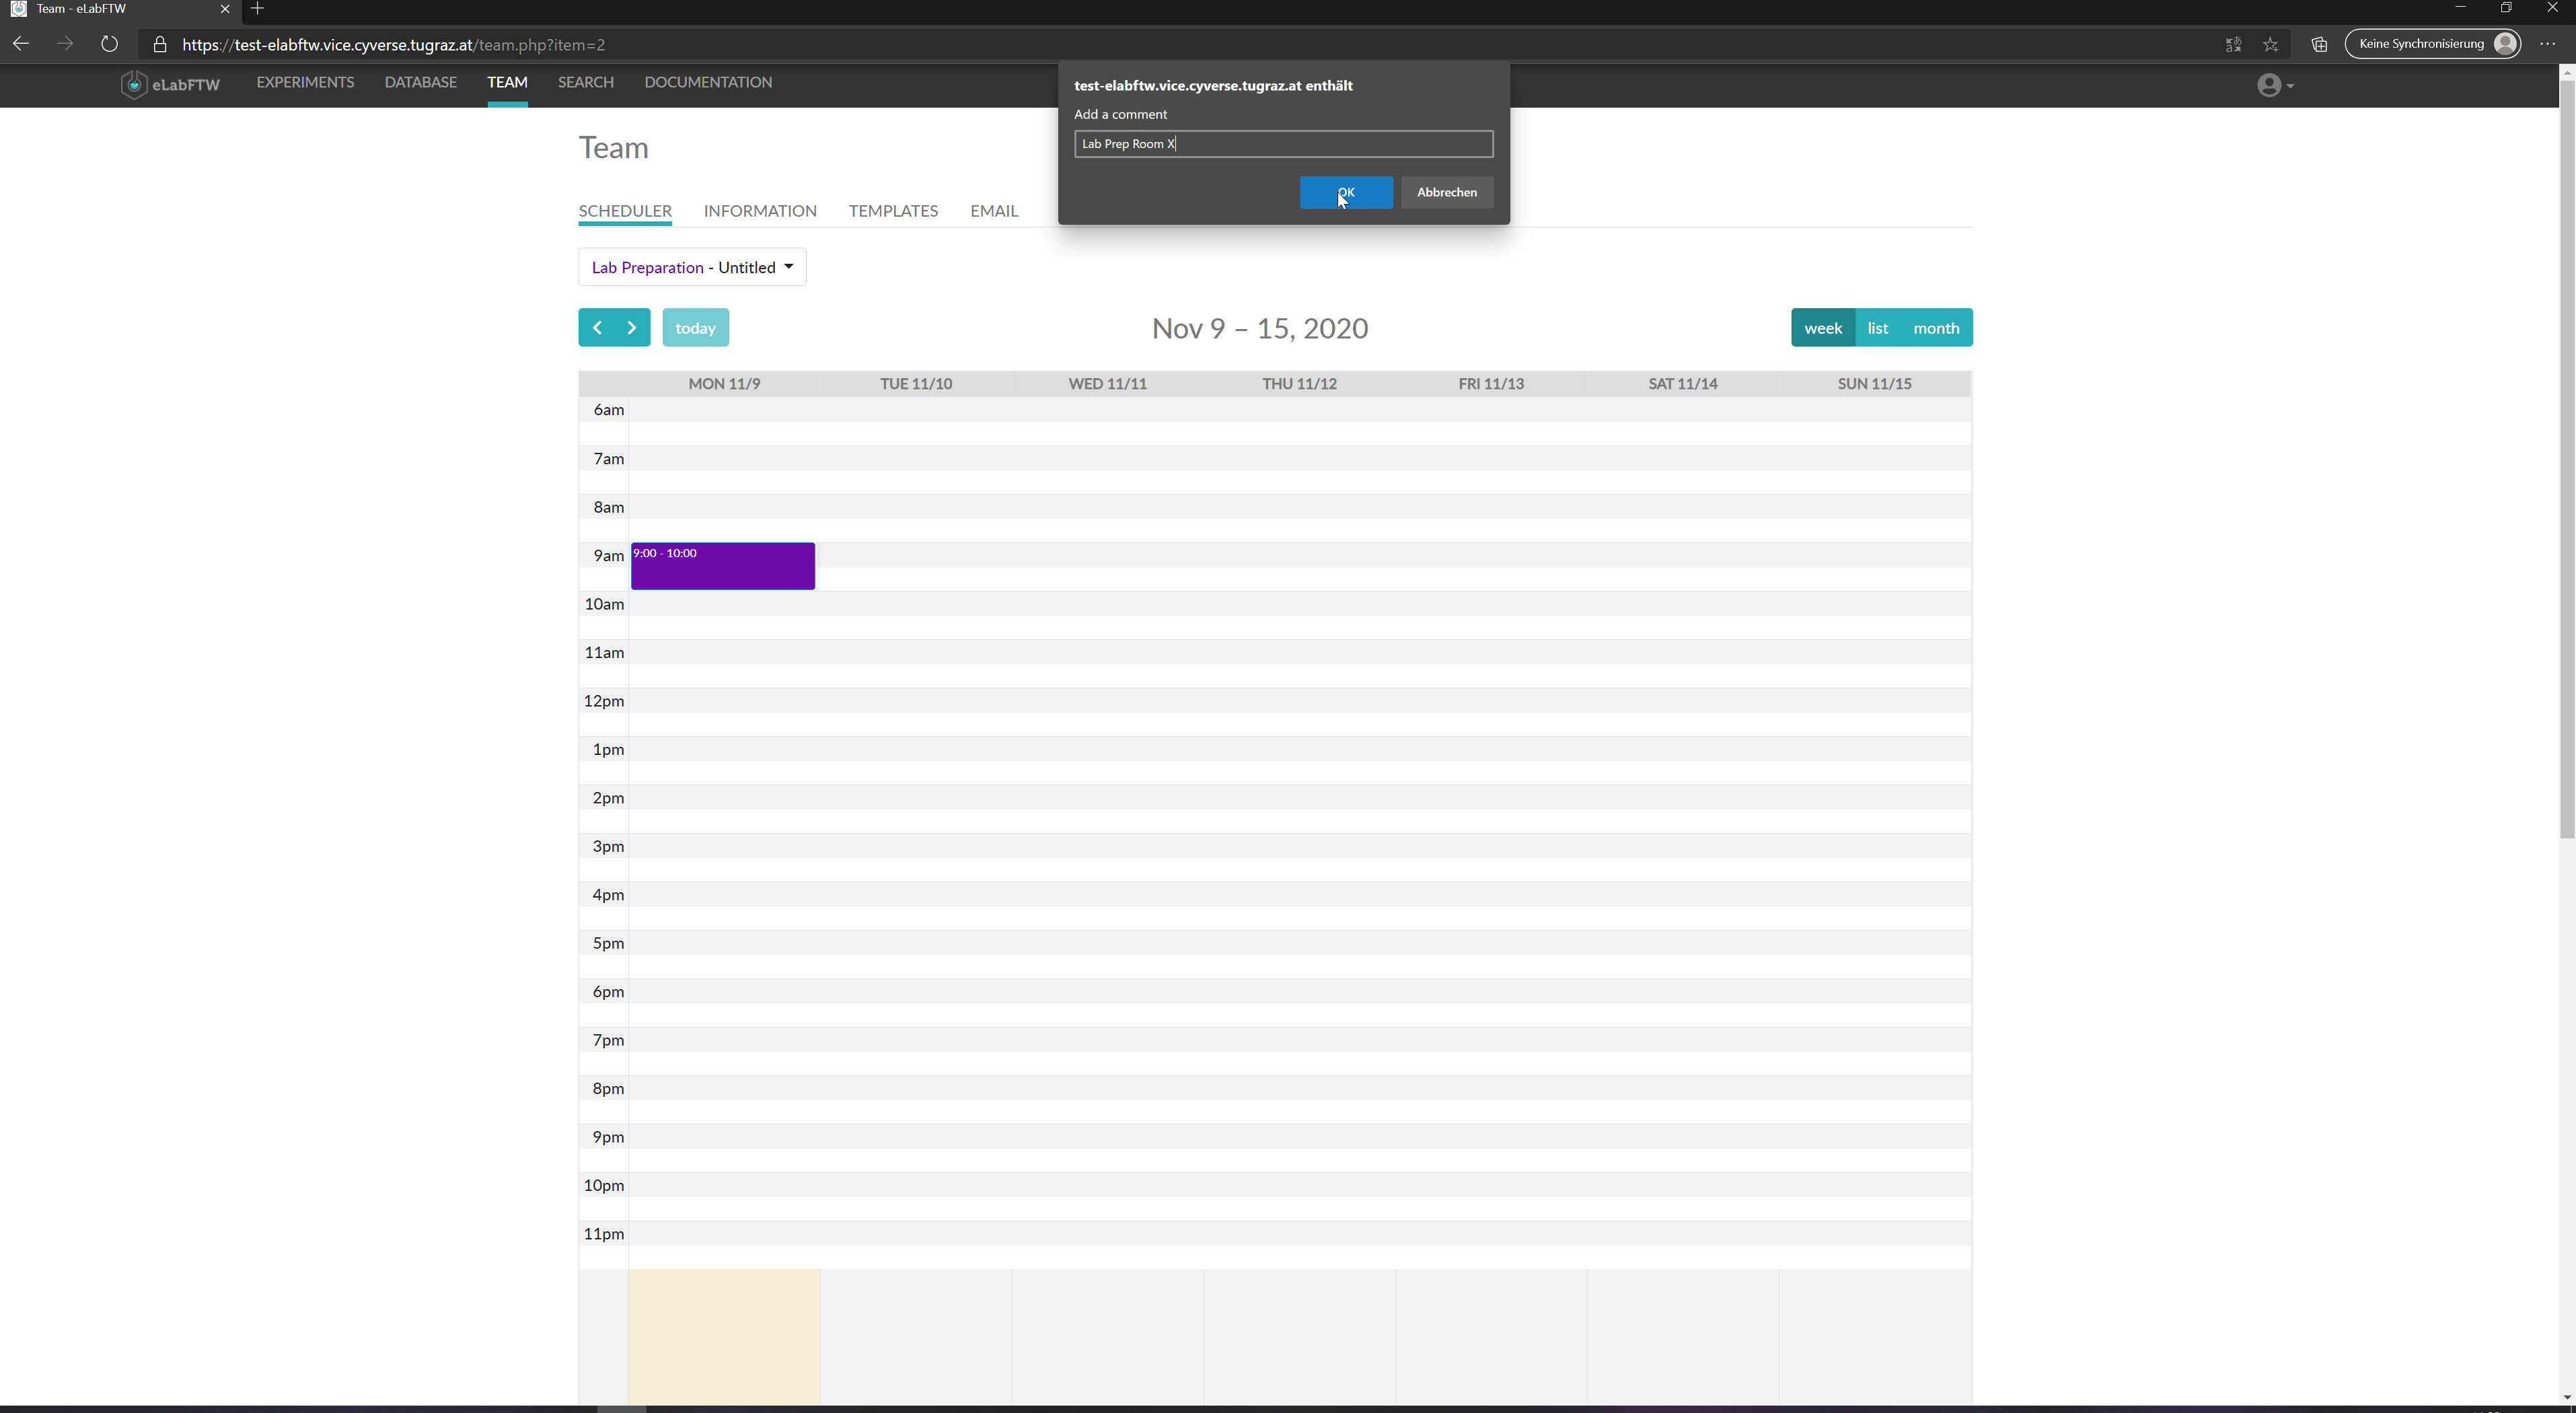 Team - eLabFTW
https://test-elabftw.vice.cyverse.tugraz.at/team.php?item=2
Keine Synchronisierung
eLabFTW
EXPERIMENTS
DATABASE
TEAM
SEARCH
DOCUMENTATION
test-elabftw.vice.cyverse.tugraz.at enthält
Add a comment
Lab Prep Room X
OK
Abbrechen
Team
SCHEDULER
INFORMATION
TEMPLATES
EMAIL
Lab Preparation - Untitled
today
Nov 9 – 15, 2020
week
list
month
MON 11/9
TUE 11/10
WED 11/11
THU 11/12
FRI 11/13
SAT 11/14
SUN 11/15
6am
7am
8am
9am
9:00 - 10:00
10am
11am
12pm
1pm
2pm
3pm
4pm
5pm
6pm
7pm
8pm
9pm
10pm
11pm